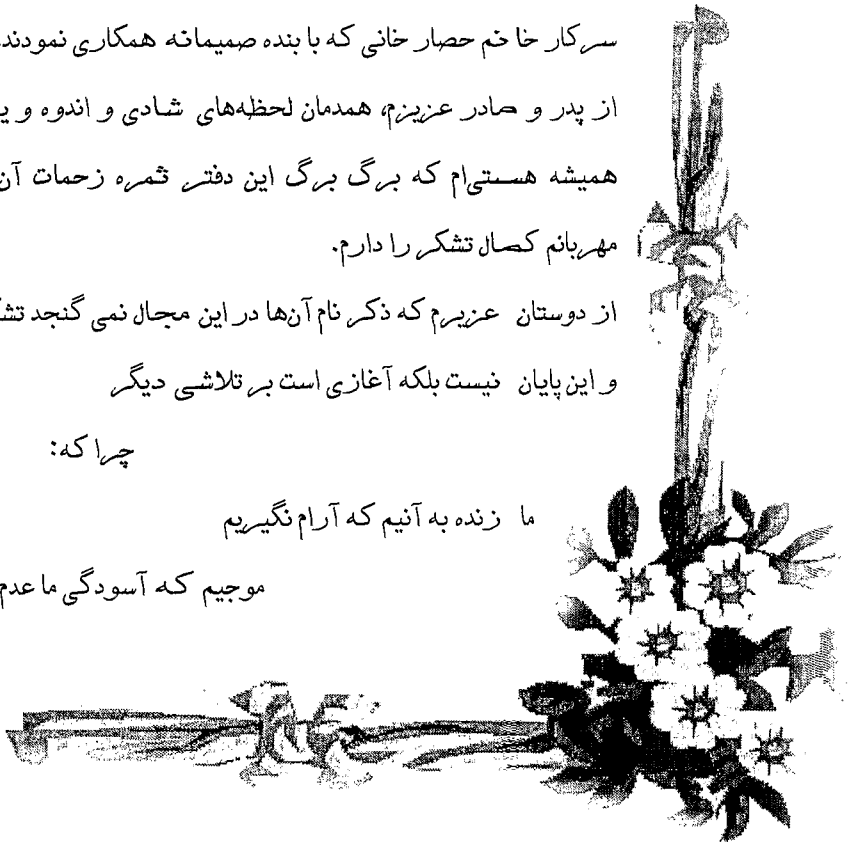 سرکار خانم حصار خانی که با بنده صمیمانه همکاری نمودند
از پدر و مادر عزیزم، همدمان لحظه‌های شادی و اندوه و
همیشه هستی‌ام که برگ برگ این دفتر ثمره زحمات آن
مهربانم کمال تشکر را دارم.
از دوستان عزیزم که ذکر نام آن‌ها در این مجال نمی گنجد
و این پایان نیست بلکه آغازی است بر تلاشی دیگر
چرا که:
ما زنده به آنیم که آرام نگیریم
موجیم که آسودگی ما عدم